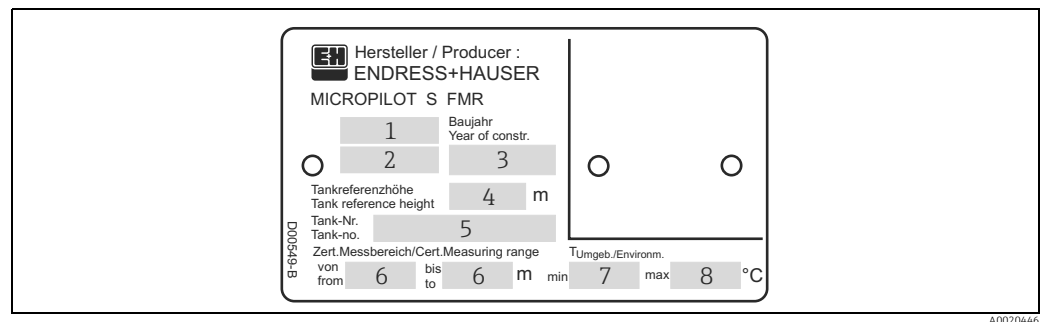 E+H
Hersteller / Producer :
ENDRESS+HAUSER
MICROPILOT S FMR
1
Baujahr
Year of constr.
2
3
Tankreferenzhöhe
Tank reference height
4
m
Tank-Nr.
Tank-no.
5
Zert.Messbereich/Cert.Measuring range
von
from
6
bis
to
6
m
TUmgeb./Environm.
min
7
max
8
°C
D00549-B
A0020446